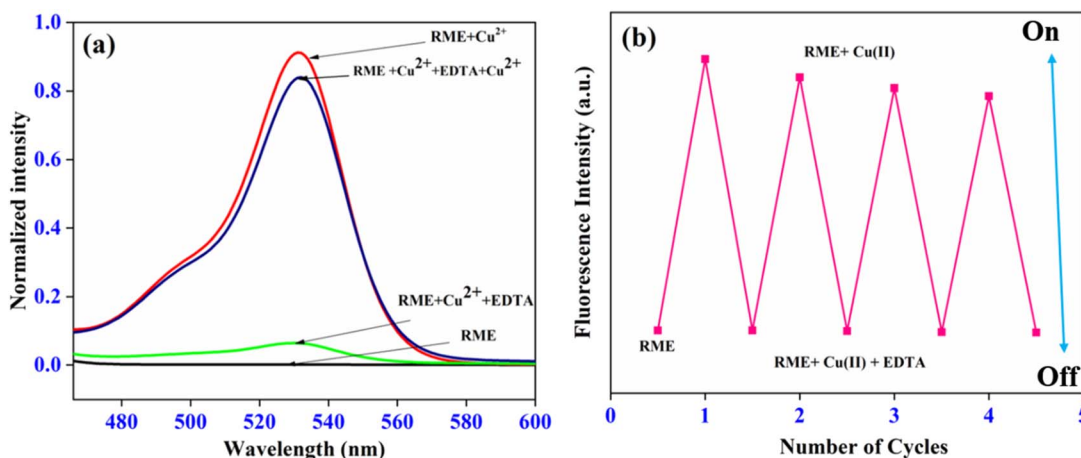 (a)
RME+Cu²⁺
RME +Cu²⁺+EDTA+Cu²⁺
RME+Cu²⁺+EDTA
RME
Normalized intensity
1.0
0.8
0.6
0.4
0.2
0.0
480
500
520
540
560
580
600
Wavelength (nm)
(b)
On
RME+ Cu(II)
RME
RME+ Cu(II) + EDTA
Off
Fluorescence Intensity (a.u.)
0
1
2
3
4
5
Number of Cycles